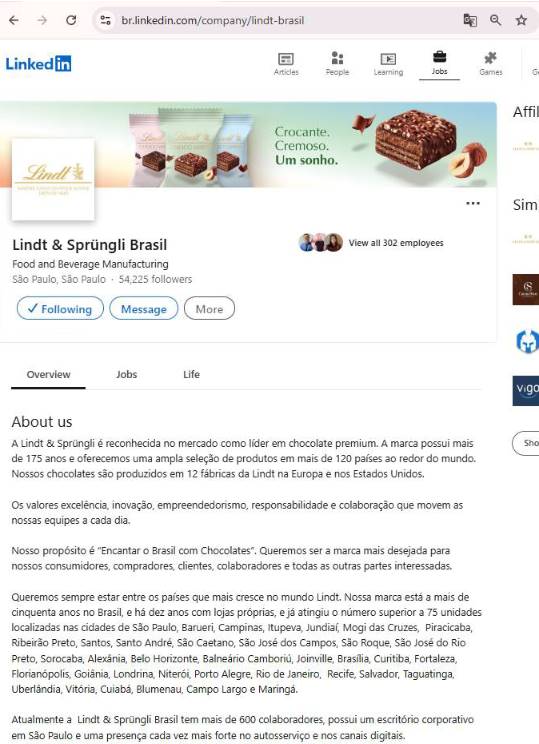 br.linkedin.com/company/lindt-brasil
Linked in
Articles
People
Learning
Jobs
Games
Lindt
Crocante.
Cremoso.
Um sonho.
Lindt
Affil
Sim
Lindt & Sprüngli Brasil
View all 302 employees
Food and Beverage Manufacturing
São Paulo, São Paulo · 54,225 followers
Following
Message
More
vigo
Sho
Overview
Jobs
Life
About us
A Lindt & Sprüngli é reconhecida no mercado como líder em chocolate premium. A marca possui mais
de 175 anos e oferecemos uma ampla seleção de produtos em mais de 120 países ao redor do mundo.
Nossos chocolates são produzidos em 12 fábricas da Lindt na Europa e nos Estados Unidos.
Os valores excelência, inovação, empreendedorismo, responsabilidade e colaboração que movem as
nossas equipes a cada dia.
Nosso propósito é “Encantar o Brasil com Chocolates”. Queremos ser a marca mais desejada para
nossos consumidores, compradores, clientes, colaboradores e todas as outras partes interessadas.
Queremos sempre estar entre os países que mais cresce no mundo Lindt. Nossa marca está a mais de
cinquenta anos no Brasil, e há dez anos com lojas próprias, e já atingiu o número superior a 75 unidades
localizadas nas cidades de São Paulo, Barueri, Campinas, Itupeva, Jundiaí, Mogi das Cruzes, Piracicaba,
Ribeirão Preto, Santos, Santo André, São Caetano, São José dos Campos, São Roque, São José do Rio
Preto, Sorocaba, Alexânia, Belo Horizonte, Balneário Camboriú, Joinville, Brasília, Curitiba, Fortaleza,
Florianópolis, Goiânia, Londrina, Niterói, Porto Alegre, Rio de Janeiro, Recife, Salvador, Taguatinga,
Uberlândia, Vitória, Cuiabá, Blumenau, Campo Largo e Maringá.
Atualmente a Lindt & Sprüngli Brasil tem mais de 600 colaboradores, possui um escritório corporativo
em São Paulo e uma presença cada vez mais forte no autosserviço e nos canais digitais.